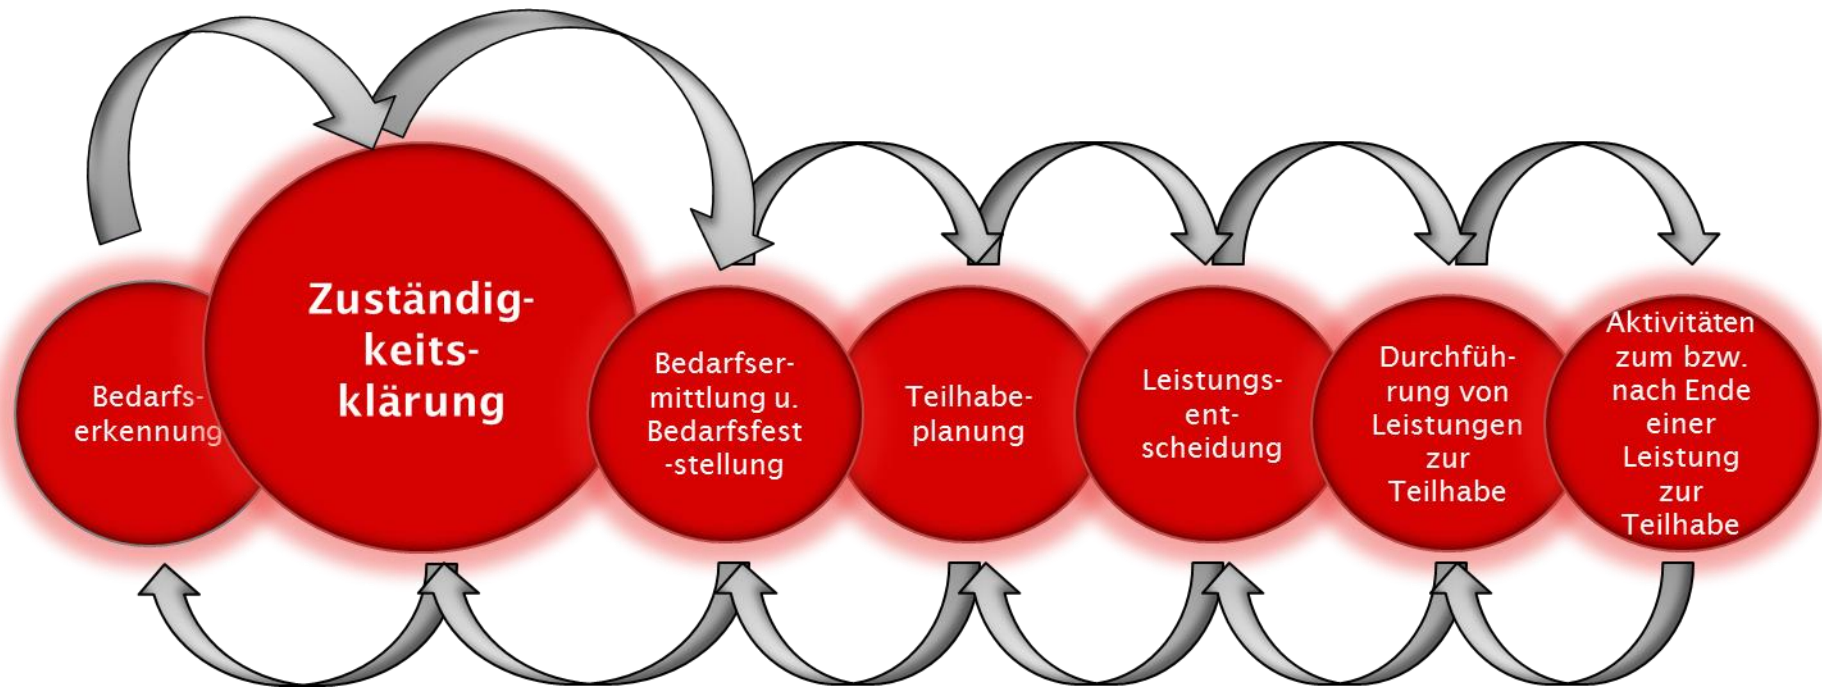 Bedarfs-
erkennung
Zuständig-
keits-
klärung
Bedarfser-
mittlung u.
Bedarfsfest
-stellung
Teilhabe-
planung
Leistungs-
ent-
scheidung
Durchfüh-
rung von
Leistungen
zur
Teilhabe
Aktivitäten
zum bzw.
nach Ende
einer
Leistung
zur
Teilhabe